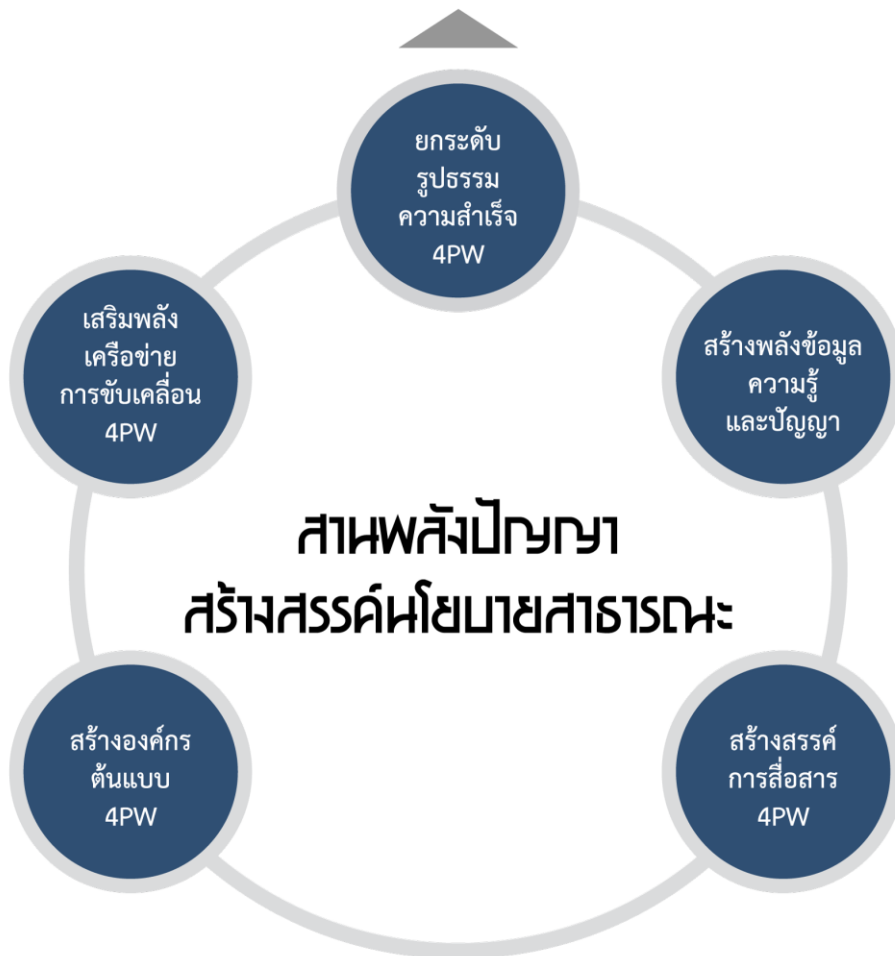 ยกระดับ
รูปธรรม
ความสำเร็จ
4PW
เสริมพลัง
เครือข่าย
การขับเคลื่อน
4PW
สร้างพลังข้อมูล
ความรู้
และปัญญา
สานพลังปัญญา
สร้างสรรค์นโยบายสาธารณะ
สร้างองค์กร
ต้นแบบ
4PW
สร้างสรรค์
การสื่อสาร
4PW